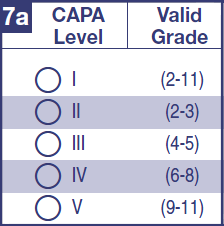 7a CAPA Level Valid Grade
I (2-11)
II (2-3)
III (4-5)
IV (6-8)
V (9-11)